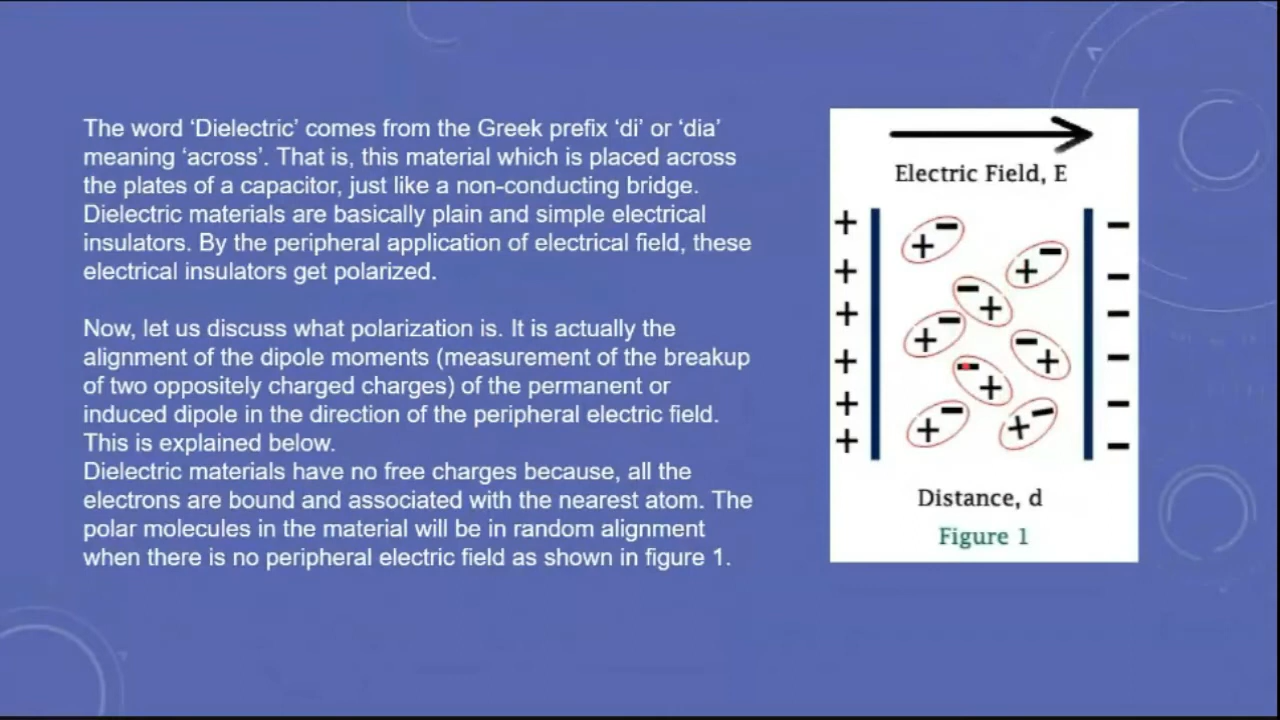 The word ‘Dielectric’ comes from the Greek prefix ‘di’ or ‘dia’
meaning ‘across’. That is, this material which is placed across
the plates of a capacitor, just like a non-conducting bridge.
Dielectric materials are basically plain and simple electrical
insulators. By the peripheral application of electrical field, these
electrical insulators get polarized.
Now, let us discuss what polarization is. It is actually the
alignment of the dipole moments (measurement of the breakup
of two oppositely charged charges) of the permanent or
induced dipole in the direction of the peripheral electric field.
This is explained below.
Dielectric materials have no free charges because, all the
electrons are bound and associated with the nearest atom. The
polar molecules in the material will be in random alignment
when there is no peripheral electric field as shown in figure 1.
Electric Field, E
Distance, d
Figure 1